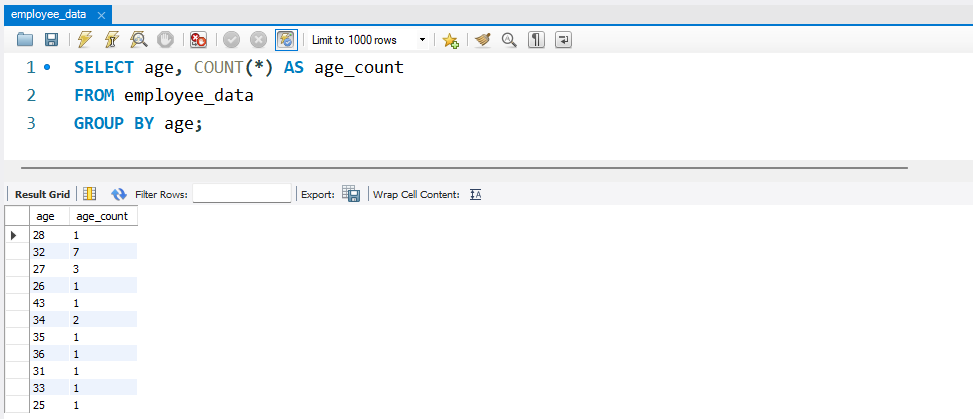 employee_data ×
Limit to 1000 rows
1 SELECT age, COUNT(*) AS age_count
2 FROM employee_data
3 GROUP BY age;
Result Grid Filter Rows: Export: Wrap Cell Content:
age age_count
28 1
32 7
27 3
26 1
43 1
34 2
35 1
36 1
31 1
33 1
25 1